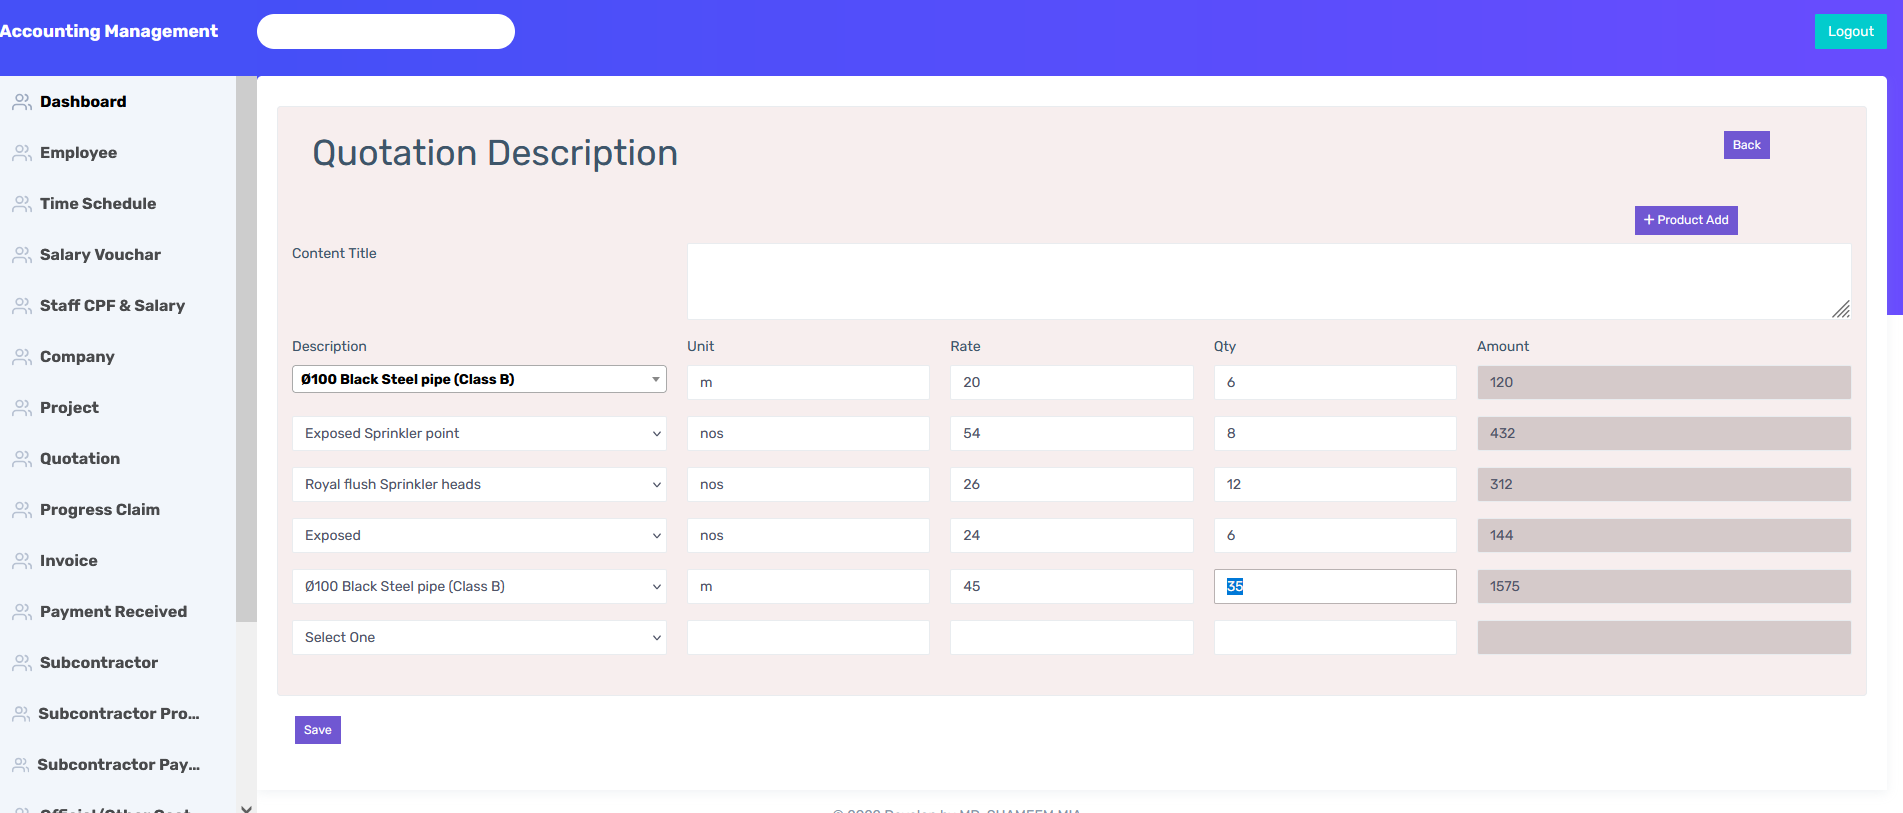 Accounting Management
Logout
Dashboard
Employee
Time Schedule
Salary Vouchar
Staff CPF & Salary
Company
Project
Quotation
Progress Claim
Invoice
Payment Received
Subcontractor
Subcontractor Pro...
Subcontractor Pay...
Quotation Description
Back
+ Product Add
Content Title
Description Unit Rate Qty Amount
Ø100 Black Steel pipe (Class B) m 20 6 120
Exposed Sprinkler point nos 54 8 432
Royal flush Sprinkler heads nos 26 12 312
Exposed nos 24 6 144
Ø100 Black Steel pipe (Class B) m 45 35 1575
Select One
Save